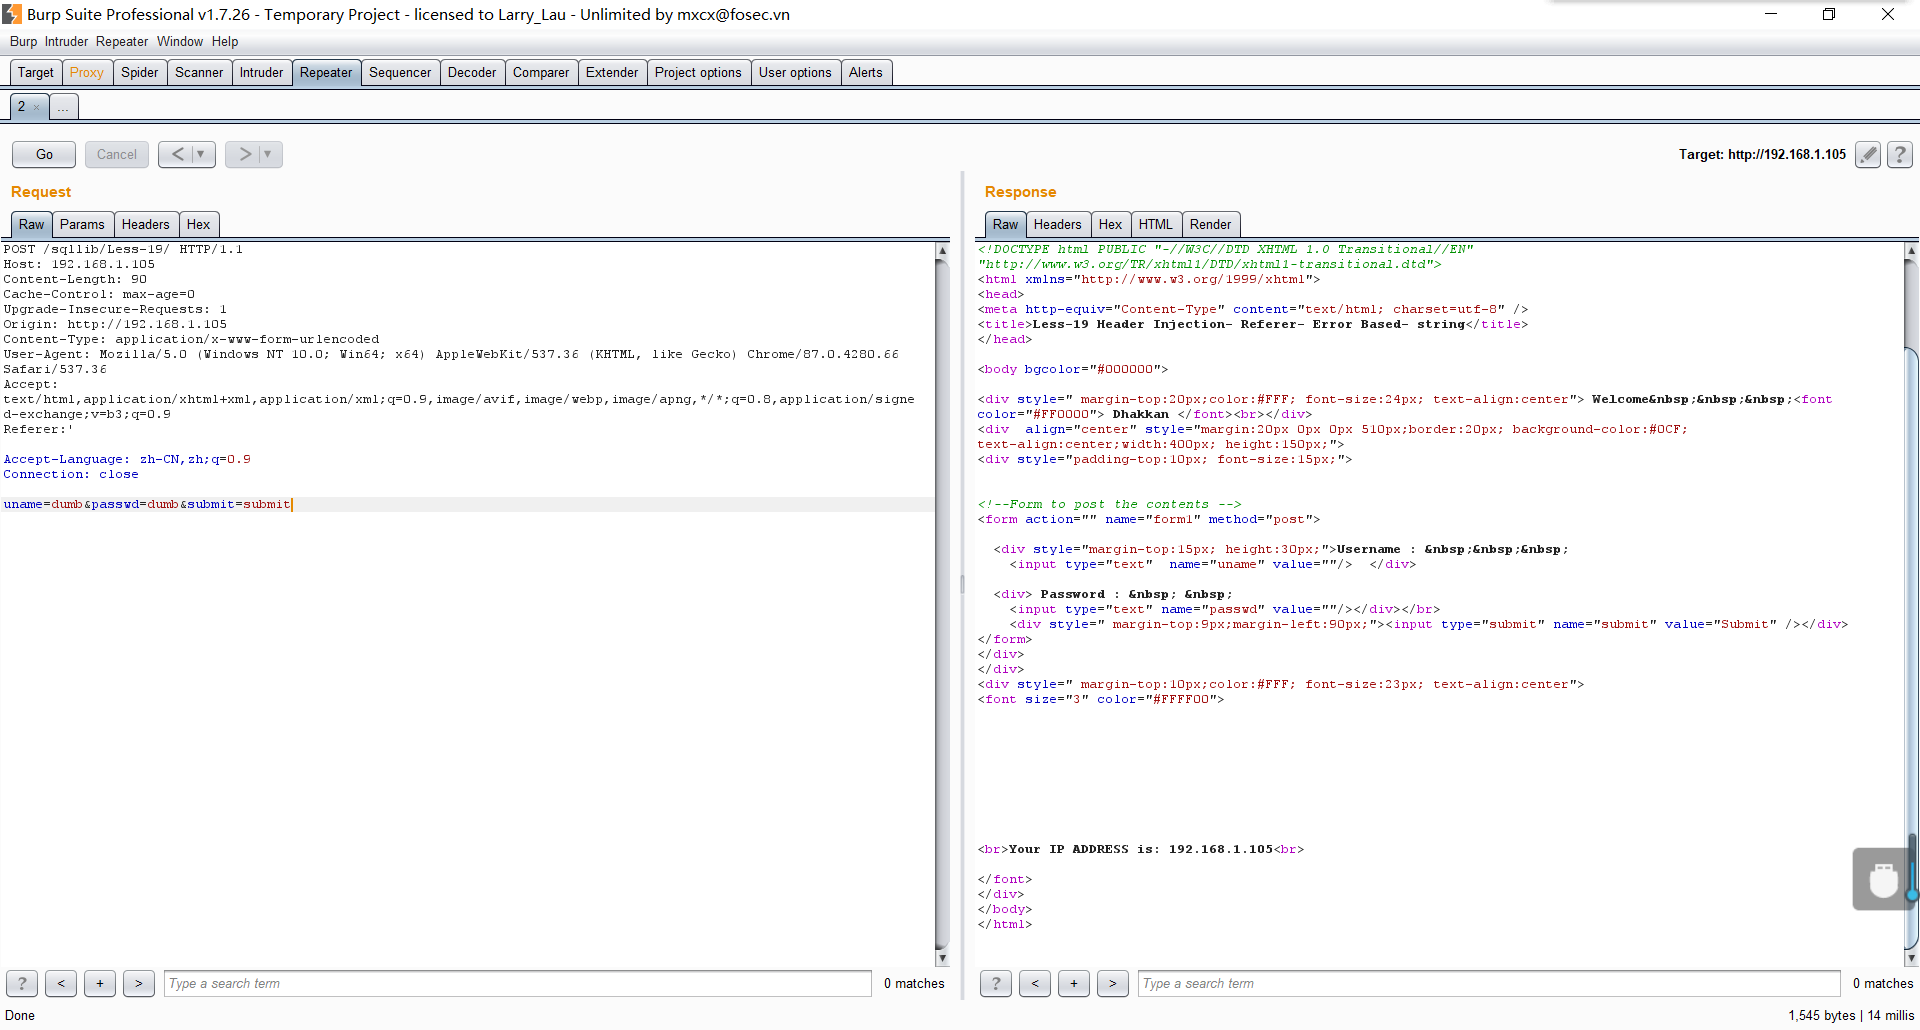 Burp Suite Professional v1.7.26 - Temporary Project - licensed to Larry_Lau - Unlimited by mxcx@fosec.vn
Burp Intruder Repeater Window Help
Target Proxy Spider Scanner Intruder Repeater Sequencer Decoder Comparer Extender Project options User options Alerts
2 × ...
Go Cancel < ▼ > ▼ Target: http://192.168.1.105 ?
Request
Raw Params Headers Hex
POST /sqllib/Less-19/ HTTP/1.1
Host: 192.168.1.105
Content-Length: 90
Cache-Control: max-age=0
Upgrade-Insecure-Requests: 1
Origin: http://192.168.1.105
Content-Type: application/x-www-form-urlencoded
User-Agent: Mozilla/5.0 (Windows NT 10.0; Win64; x64) AppleWebKit/537.36 (KHTML, like Gecko) Chrome/87.0.4280.66
Safari/537.36
Accept:
text/html,application/xhtml+xml,application/xml;q=0.9,image/avif,image/webp,image/apng,*/*;q=0.8,application/signe
d-exchange;v=b3;q=0.9
Referer:'
Accept-Language: zh-CN,zh;q=0.9
Connection: close
uname=dumb&passwd=dumb&submit=submit
? < + > Type a search term 0 matches
Response
Raw Headers Hex HTML Render
<!DOCTYPE html PUBLIC "-//W3C//DTD XHTML 1.0 Transitional//EN"
"http://www.w3.org/TR/xhtml1/DTD/xhtml1-transitional.dtd">
<html xmlns="http://www.w3.org/1999/xhtml">
<head>
<meta http-equiv="Content-Type" content="text/html; charset=utf-8" />
<title>Less-19 Header Injection- Referer- Error Based- string</title>
</head>
<body bgcolor="#000000">
<div style=" margin-top:20px;color:#FFF; font-size:24px; text-align:center"> Welcome&nbsp;&nbsp;&nbsp;<font
color="#FF0000"> Dhakkan </font><br></div>
<div  align="center" style="margin:20px 0px 0px 510px;border:20px; background-color:#0CF;
text-align:center;width:400px; height:150px;">
<div style="padding-top:10px; font-size:15px;">
<!--Form to post the contents -->
<form action="" name="form1" method="post">
<div style="margin-top:15px; height:30px;">Username : &nbsp;&nbsp;&nbsp;
<input type="text"  name="uname" value=""/>  </div>
<div> Password : &nbsp; &nbsp;
<input type="text" name="passwd" value=""/></div></br>
<div style=" margin-top:9px;margin-left:90px;"><input type="submit" name="submit" value="Submit" /></div>
</form>
</div>
</div>
<div style=" margin-top:10px;color:#FFF; font-size:23px; text-align:center">
<font size="3" color="#FFFF00">
<br>Your IP ADDRESS is: 192.168.1.105<br>
</font>
</div>
</body>
</html>
? < + > Type a search term 0 matches
Done 1,545 bytes | 14 millis